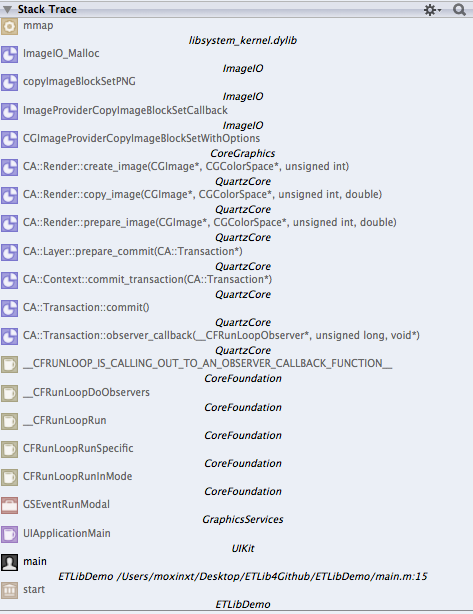 Stack Trace
mmap
libsystem_kernel.dylib
ImageIO_Malloc
ImageIO
copyImageBlockSetPNG
ImageIO
ImageProviderCopyImageBlockSetCallback
ImageIO
CGImageProviderCopyImageBlockSetWithOptions
CoreGraphics
CA::Render::create_image(CGImage*, CGColorSpace*, unsigned int)
QuartzCore
CA::Render::copy_image(CGImage*, CGColorSpace*, unsigned int, double)
QuartzCore
CA::Render::prepare_image(CGImage*, CGColorSpace*, unsigned int, double)
QuartzCore
CA::Layer::prepare_commit(CA::Transaction*)
QuartzCore
CA::Context::commit_transaction(CA::Transaction*)
QuartzCore
CA::Transaction::commit()
QuartzCore
CA::Transaction::observer_callback(__CFRunLoopObserver*, unsigned long, void*)
QuartzCore
__CFRUNLOOP_IS_CALLING_OUT_TO_AN_OBSERVER_CALLBACK_FUNCTION__
CoreFoundation
__CFRunLoopDoObservers
CoreFoundation
__CFRunLoopRun
CoreFoundation
CFRunLoopRunSpecific
CoreFoundation
CFRunLoopRunInMode
CoreFoundation
GSEventRunModal
GraphicsServices
UIApplicationMain
UIKit
main
ETLibDemo /Users/moxinxt/Desktop/ETLib4Github/ETLibDemo/main.m:15
start
ETLibDemo